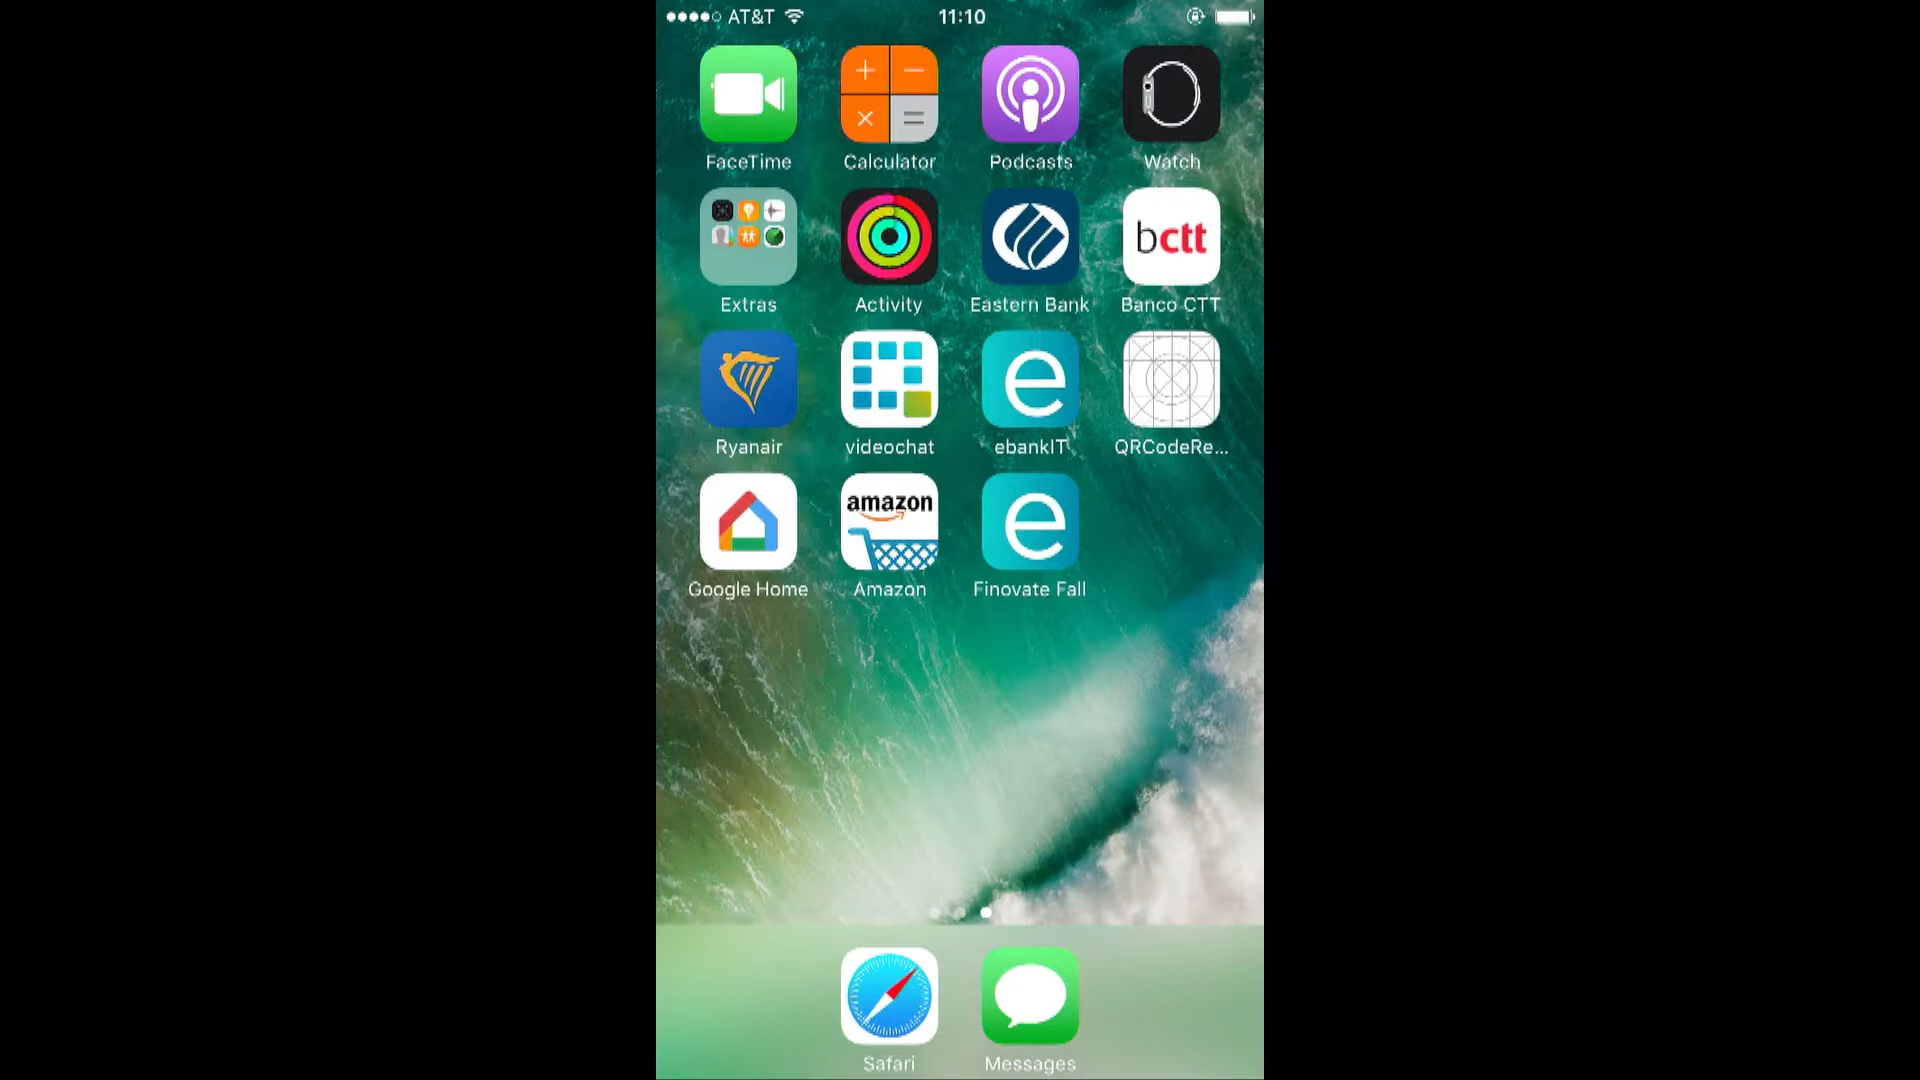 AT&T 11:10
FaceTime Calculator Podcasts Watch
bctt
Extras Activity Eastern Bank Banco CTT
Ryanair videochat ebankIT QRCodeRe...
amazon
Google Home Amazon Finovate Fall
Safari Messages